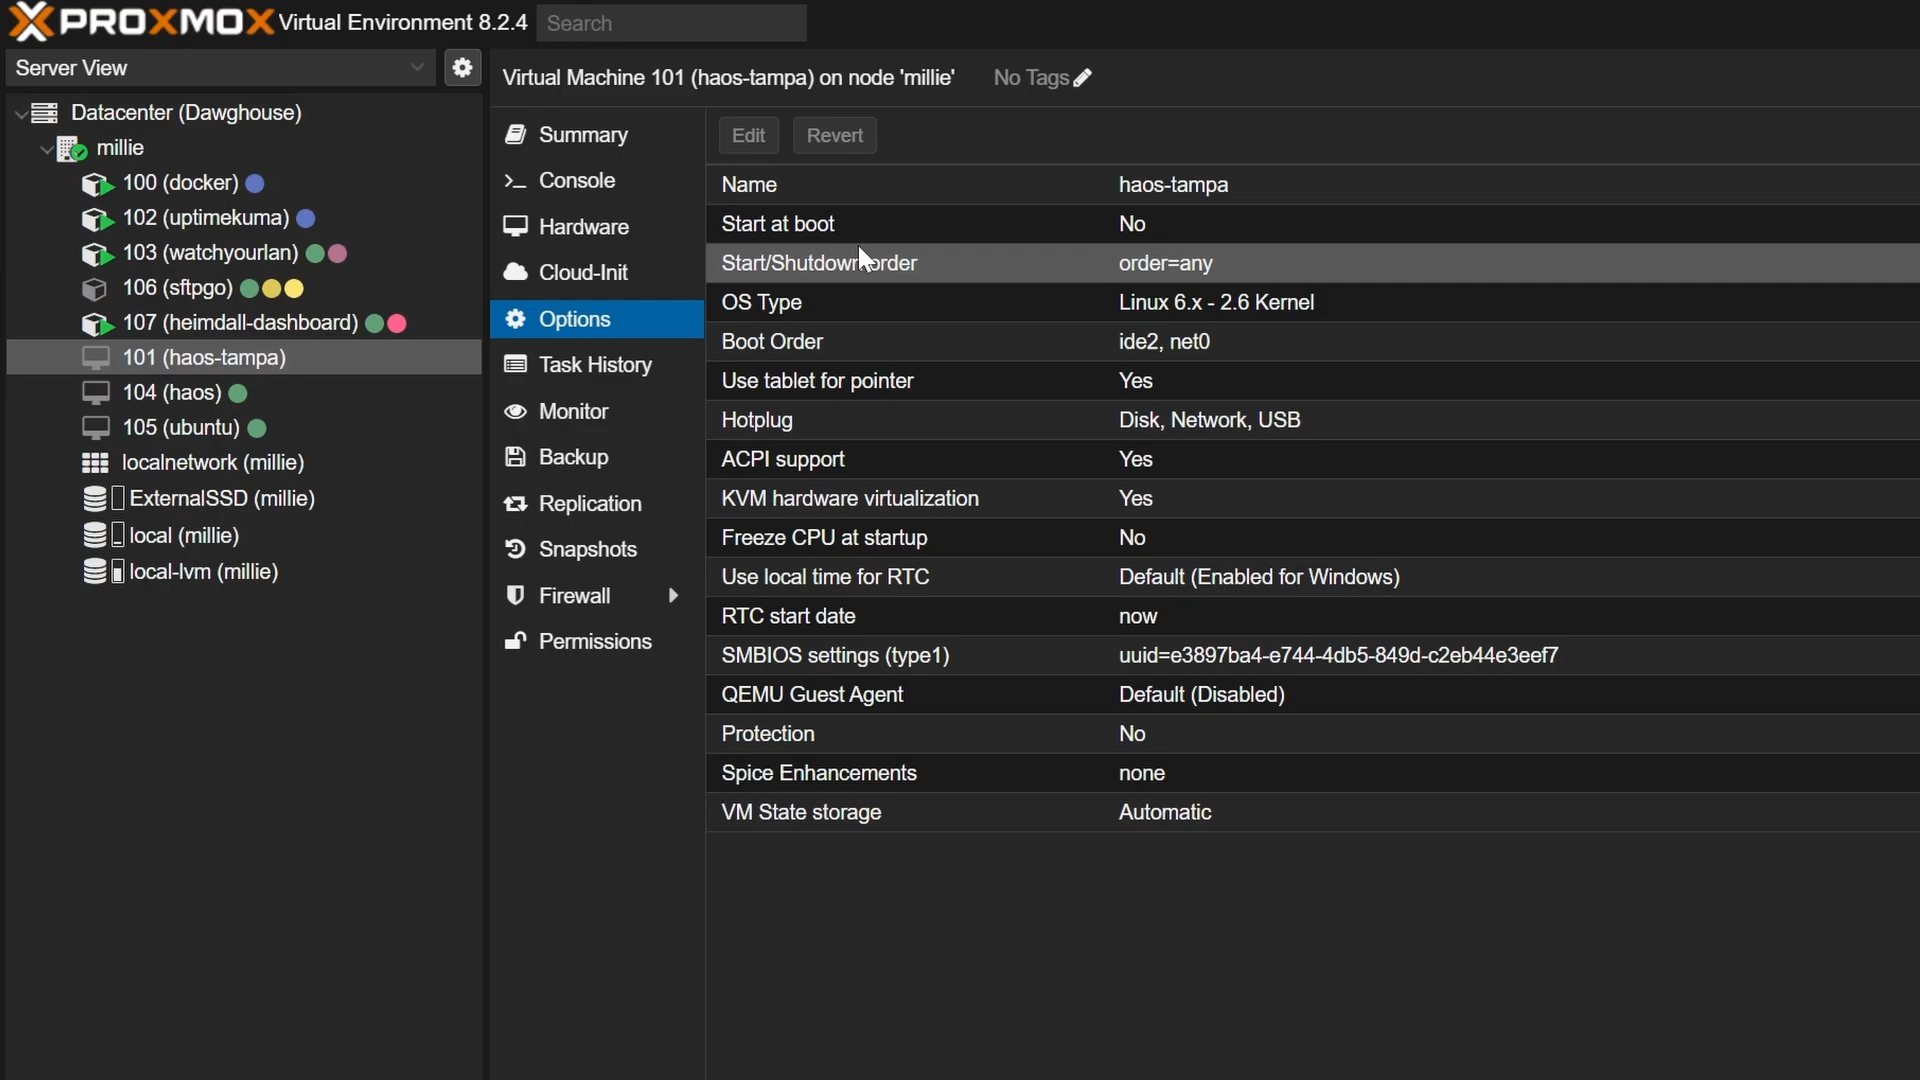 PROXMOX Virtual Environment 8.2.4
Search
Server View
Datacenter (Dawghouse)
millie
100 (docker)
102 (uptimekuma)
103 (watchyourlan)
106 (sftpgo)
107 (heimdall-dashboard)
101 (haos-tampa)
104 (haos)
105 (ubuntu)
localnetwork (millie)
ExternalSSD (millie)
local (millie)
local-lvm (millie)
Virtual Machine 101 (haos-tampa) on node 'millie' No Tags
Summary
Console
Hardware
Cloud-Init
Options
Task History
Monitor
Backup
Replication
Snapshots
Firewall
Permissions
Edit Revert
Name haos-tampa
Start at boot No
Start/Shutdown order order=any
OS Type Linux 6.x - 2.6 Kernel
Boot Order ide2, net0
Use tablet for pointer Yes
Hotplug Disk, Network, USB
ACPI support Yes
KVM hardware virtualization Yes
Freeze CPU at startup No
Use local time for RTC Default (Enabled for Windows)
RTC start date now
SMBIOS settings (type1) uuid=e3897ba4-e744-4db5-849d-c2eb44e3eef7
QEMU Guest Agent Default (Disabled)
Protection No
Spice Enhancements none
VM State storage Automatic